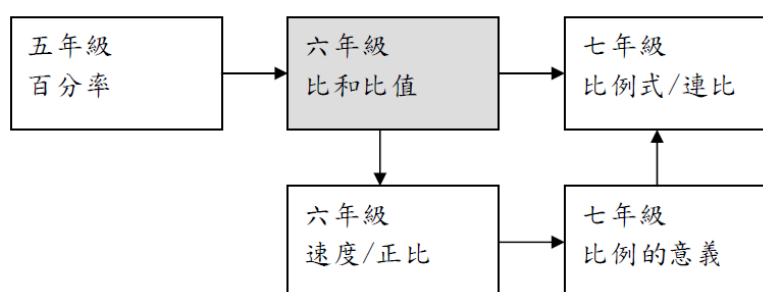 五年級
百分率
六年級
比和比值
七年級
比例式/連比
六年級
速度/正比
七年級
比例的意義